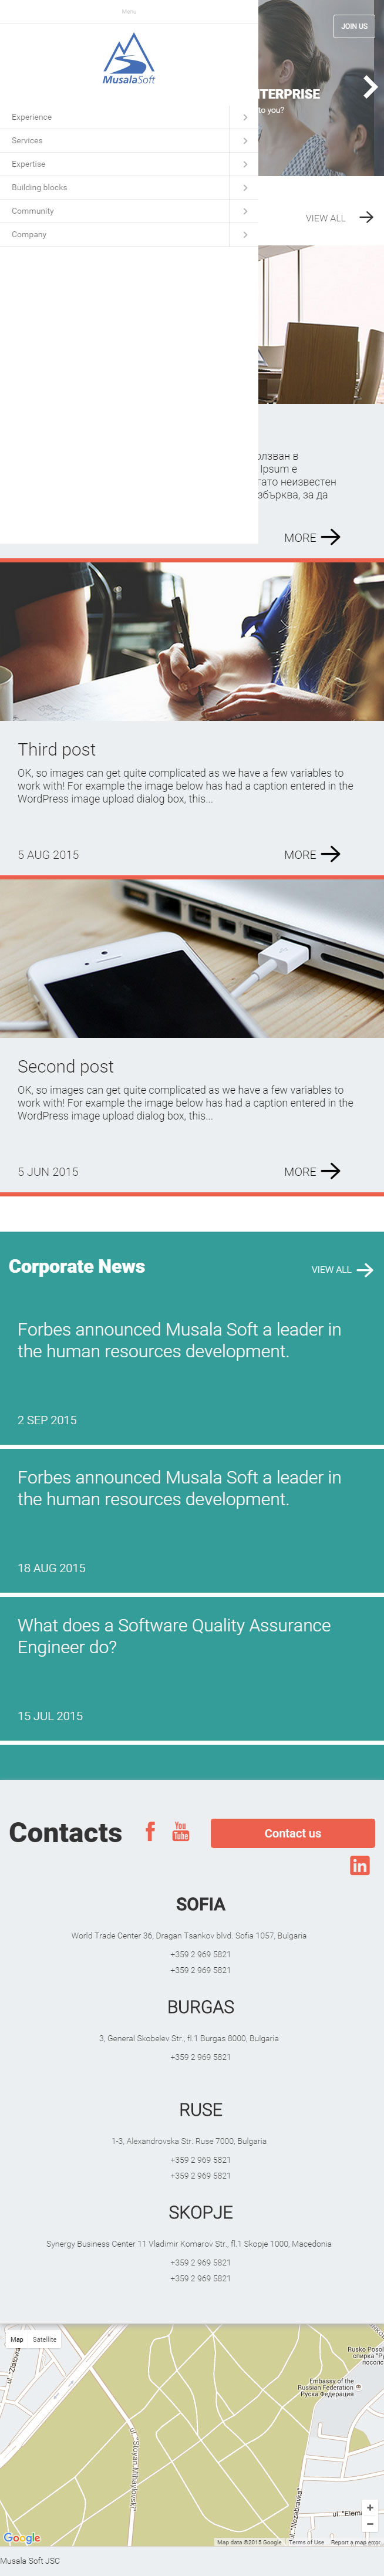 Menu
JOIN US
MusalaSoft
Experience
Services
Expertise
Building blocks
Community
Company
TERPRISE
to you?
VIEW ALL
олзван в
Ipsum е
гато неизвестен
збърква, за да
MORE
Third post
OK, so images can get quite complicated as we have a few variables to
work with! For example the image below has had a caption entered in the
WordPress image upload dialog box, this...
5 AUG 2015
MORE
Second post
OK, so images can get quite complicated as we have a few variables to
work with! For example the image below has had a caption entered in the
WordPress image upload dialog box, this...
5 JUN 2015
MORE
Corporate News
VIEW ALL
Forbes announced Musala Soft a leader in
the human resources development.
2 SEP 2015
Forbes announced Musala Soft a leader in
the human resources development.
18 AUG 2015
What does a Software Quality Assurance
Engineer do?
15 JUL 2015
Contacts
f
You
Tube
Contact us
in
SOFIA
World Trade Center 36, Dragan Tsankov blvd. Sofia 1057, Bulgaria
+359 2 969 5821
+359 2 969 5821
BURGAS
3, General Skobelev Str., fl.1 Burgas 8000, Bulgaria
+359 2 969 5821
RUSE
1-3, Alexandrovska Str. Ruse 7000, Bulgaria
+359 2 969 5821
+359 2 969 5821
SKOPJE
Synergy Business Center 11 Vladimir Komarov Str., fl.1 Skopje 1000, Macedonia
+359 2 969 5821
+359 2 969 5821
Map
Satellite
ul. "Zlatova
Rusko Posol
спирка "Р
посолс
Embassy of the
Russian Federation
Руска Федерация
ul. "Stoyan Mihaylovski"
Nezabravka"
ul. "Elem
Google
Map data ©2015 Google
Terms of Use
Report a map error
Musala Soft JSC